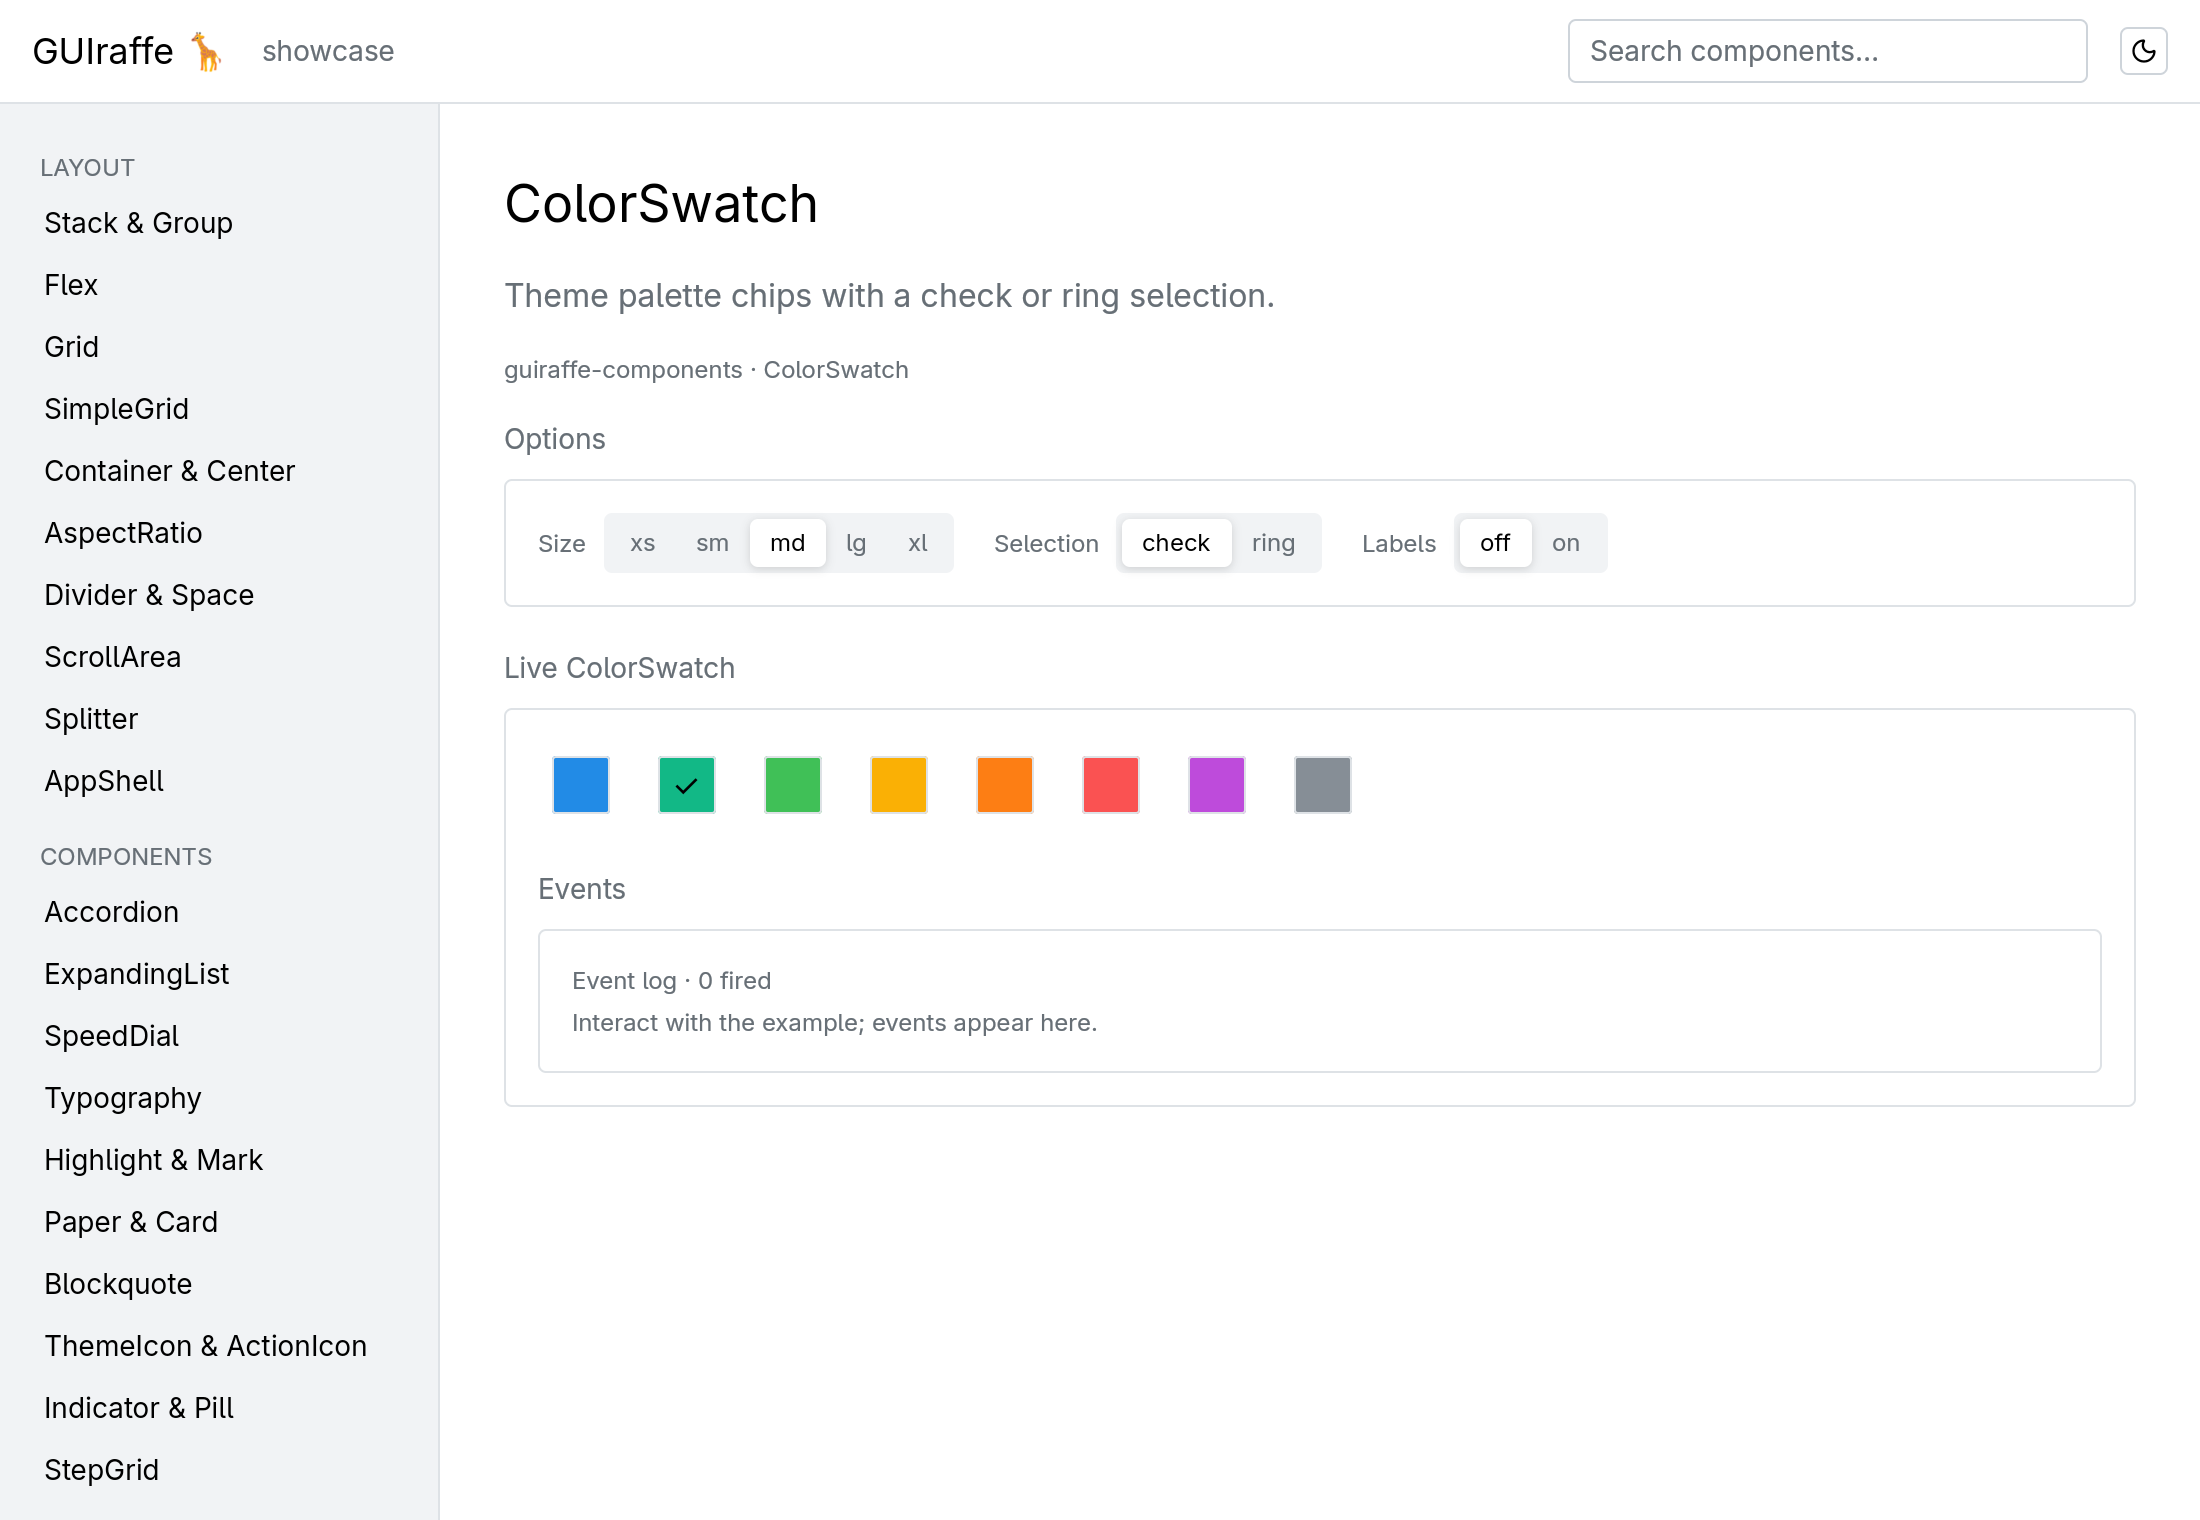 GUIraffe 🦒 showcase
Search components...
LAYOUT
Stack & Group
Flex
Grid
SimpleGrid
Container & Center
AspectRatio
Divider & Space
ScrollArea
Splitter
AppShell
COMPONENTS
Accordion
ExpandingList
SpeedDial
Typography
Highlight & Mark
Paper & Card
Blockquote
ThemeIcon & ActionIcon
Indicator & Pill
StepGrid
ColorSwatch
Theme palette chips with a check or ring selection.
guiraffe-components · ColorSwatch
Options
Size xs sm md lg xl Selection check ring Labels off on
Live ColorSwatch
Events
Event log · 0 fired
Interact with the example; events appear here.